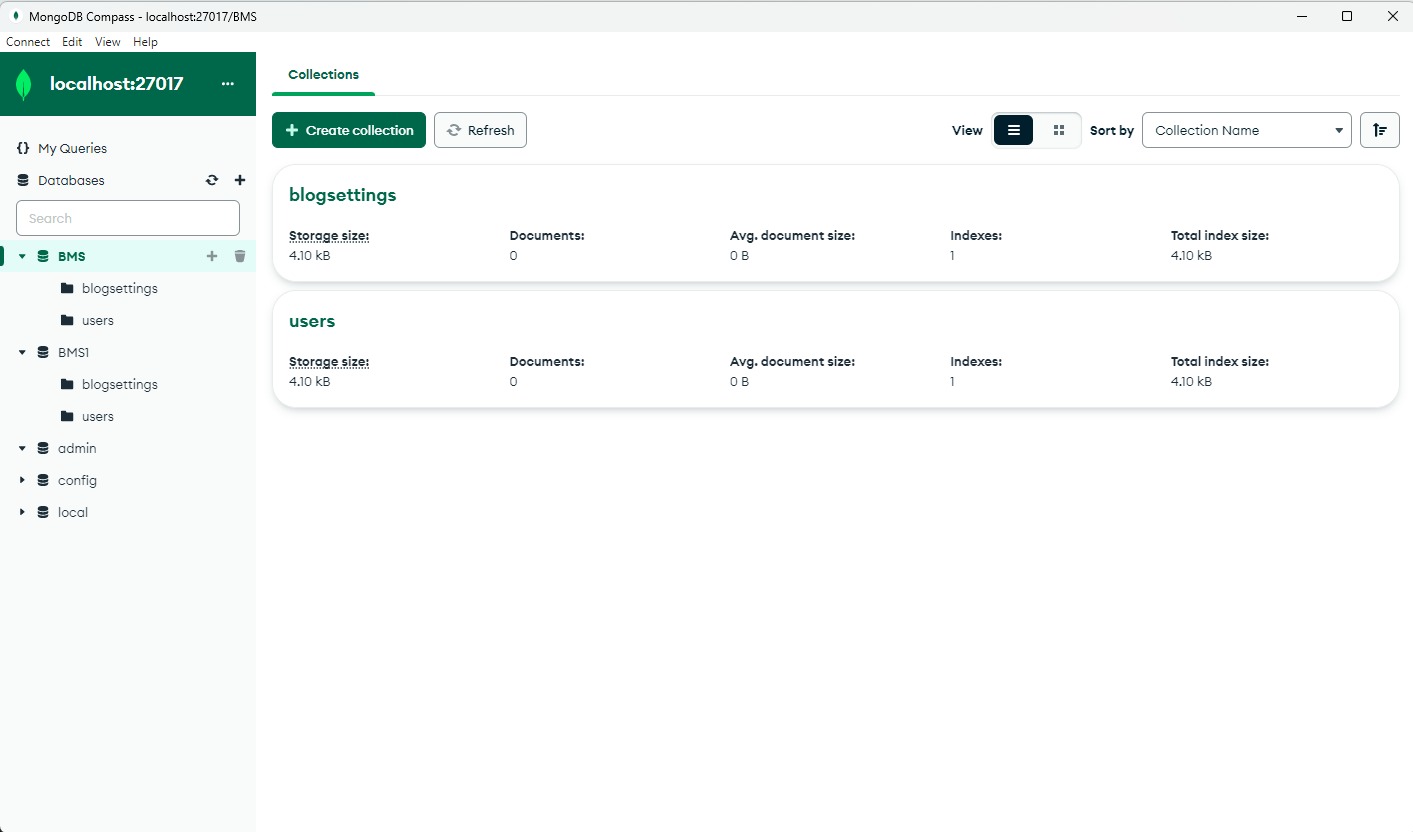 MongoDB Compass - localhost:27017/BMS
Connect Edit View Help
localhost:27017
My Queries
Databases
Search
BMS
blogsettings
users
BMS1
blogsettings
users
admin
config
local
Collections
Create collection Refresh View Sort by Collection Name
blogsettings
Storage size: Documents: Avg. document size: Indexes: Total index size:
4.10 kB 0 0 B 1 4.10 kB
users
Storage size: Documents: Avg. document size: Indexes: Total index size:
4.10 kB 0 0 B 1 4.10 kB